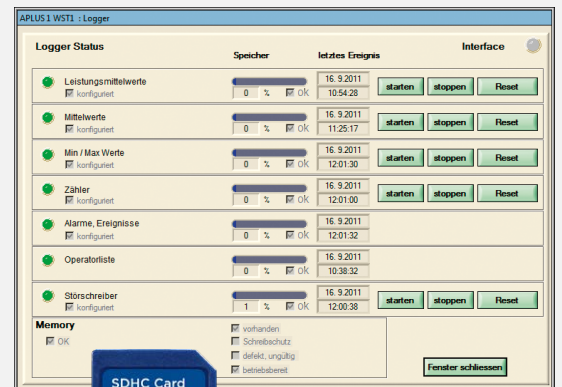 APLUS1 WST1 : Logger
Logger Status
Speicher
letztes Ereignis
Interface
Leistungsmittelwerte
konfiguriert
0 % ok
16. 9.2011
10:54:28
starten stoppen Reset
Mittelwerte
konfiguriert
0 % ok
16. 9.2011
11:25:17
starten stoppen Reset
Min / Max Werte
konfiguriert
0 % ok
16. 9.2011
12:01:30
starten stoppen Reset
Zähler
konfiguriert
0 % ok
16. 9.2011
12:01:00
starten stoppen Reset
Alarme, Ereignisse
konfiguriert
0 % ok
16. 9.2011
12:01:32
Operatorliste
0 % ok
16. 9.2011
10:38:32
Störschreiber
konfiguriert
1 % ok
16. 9.2011
12:00:38
starten stoppen Reset
Memory
OK
vorhanden
Schreibschutz
defekt, ungültig
betriebsbereit
Fenster schliessen
SDHC Card